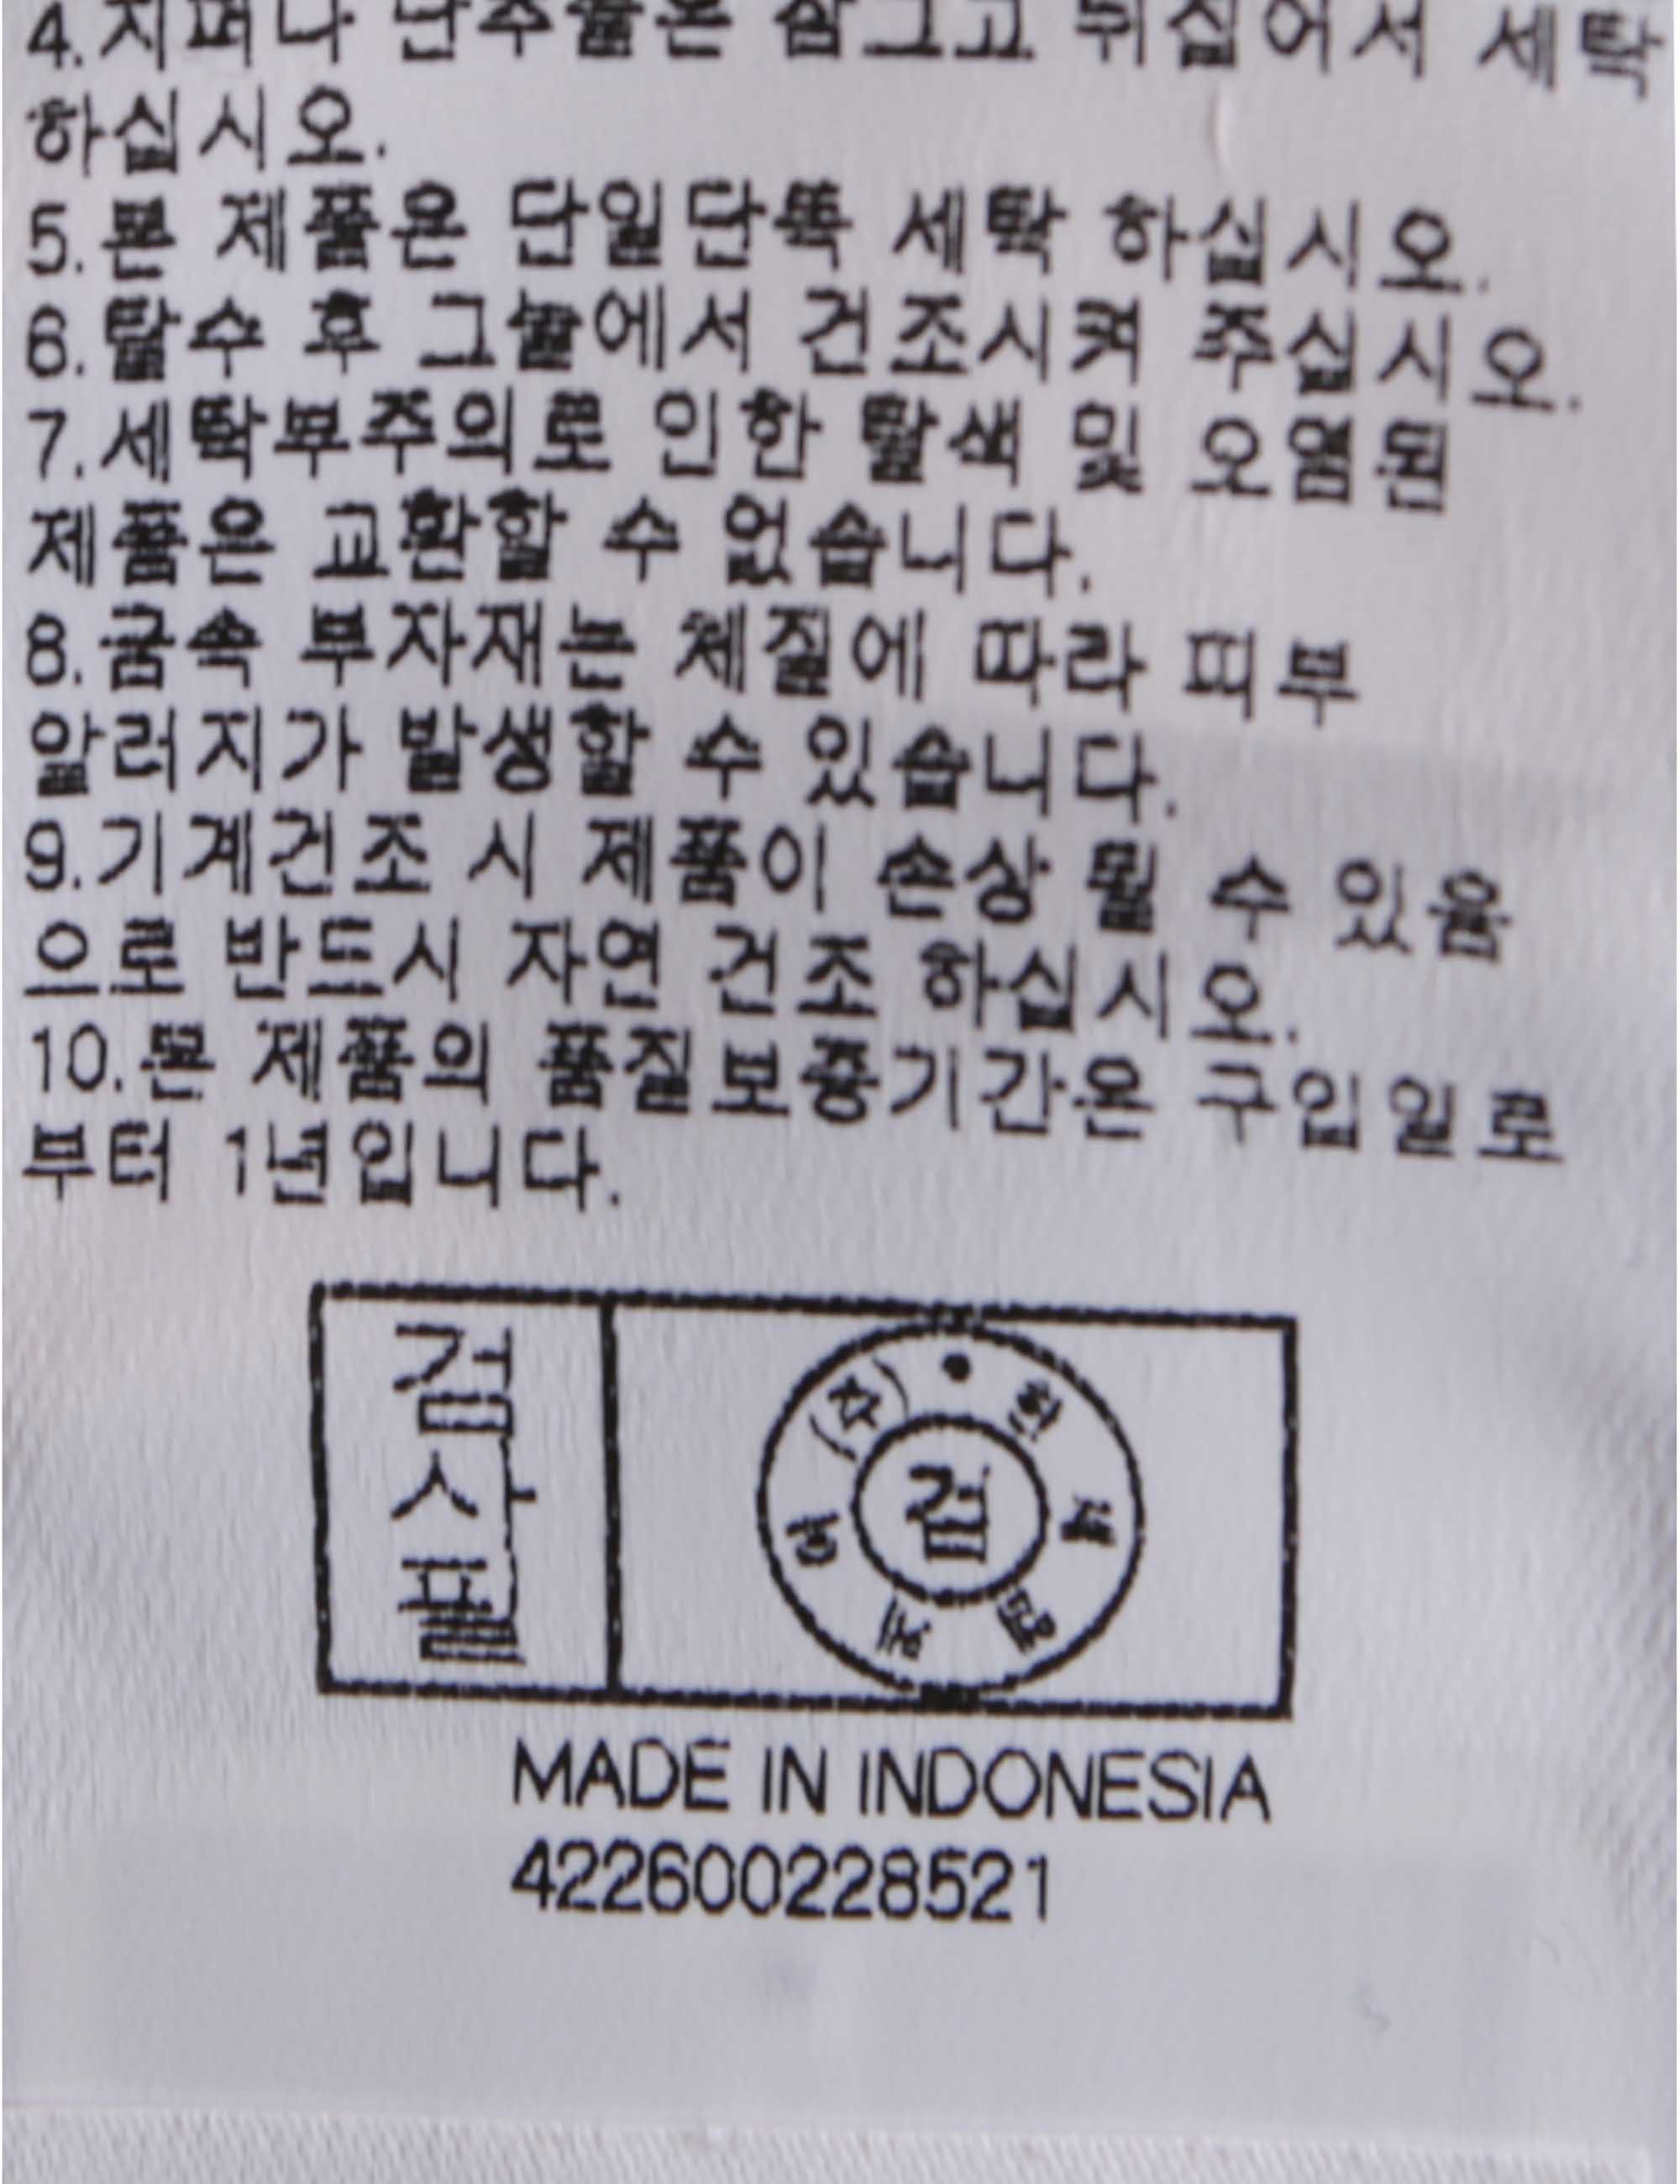 4.지퍼나 단추들은 잠그고 뒤집어서 세탁
하십시오.
5.본 제품은 단일단독 세탁 하십시오.
6.탈수 후 그늘에서 건조시켜 주십시오.
7.세탁부주의로 인한 탈색 및 오염된
제품은 교환할 수 없습니다.
8.금속 부자재는 체질에 따라 피부
알러지가 발생할 수 있습니다.
9.기계건조 시 제품이 손상 될 수 있음
으로 반드시 자연 건조 하십시오.
10.본 제품의 품질보증기간은 구입일로
부터 1년입니다.
검사필
(주)
검
MADE IN INDONESIA
422600228521